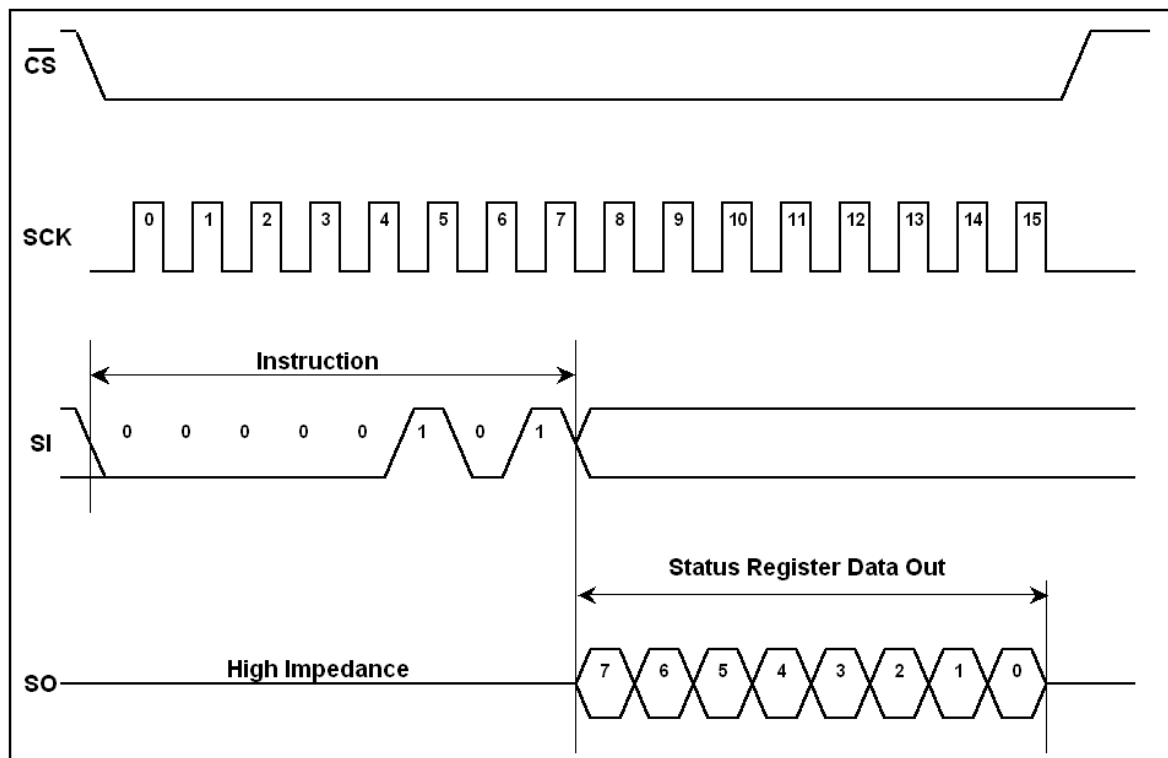 CS
SCK
0 1 2 3 4 5 6 7 8 9 10 11 12 13 14 15
Instruction
SI
0 0 0 0 0 1 0 1
Status Register Data Out
SO
High Impedance
7 6 5 4 3 2 1 0